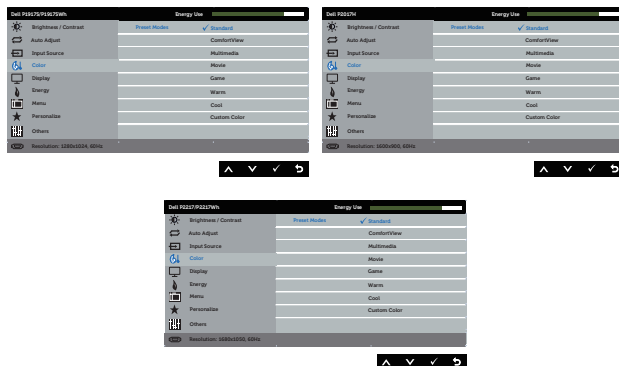 Dell P1917S/P1917SWh Energy Use
Brightness / Contrast Preset Modes ✓ Standard
Auto Adjust ComfortView
Input Source Multimedia
Color Movie
Display Game
Energy Warm
Menu Cool
Personalize Custom Color
Others
Resolution: 1280x1024, 60Hz
Dell P2017H Energy Use
Brightness / Contrast Preset Modes ✓ Standard
Auto Adjust ComfortView
Input Source Multimedia
Color Movie
Display Game
Energy Warm
Menu Cool
Personalize Custom Color
Others
Resolution: 1600x900, 60Hz
Dell P2217/P2217Wh Energy Use
Brightness / Contrast Preset Modes ✓ Standard
Auto Adjust ComfortView
Input Source Multimedia
Color Movie
Display Game
Energy Warm
Menu Cool
Personalize Custom Color
Others
Resolution: 1680x1050, 60Hz